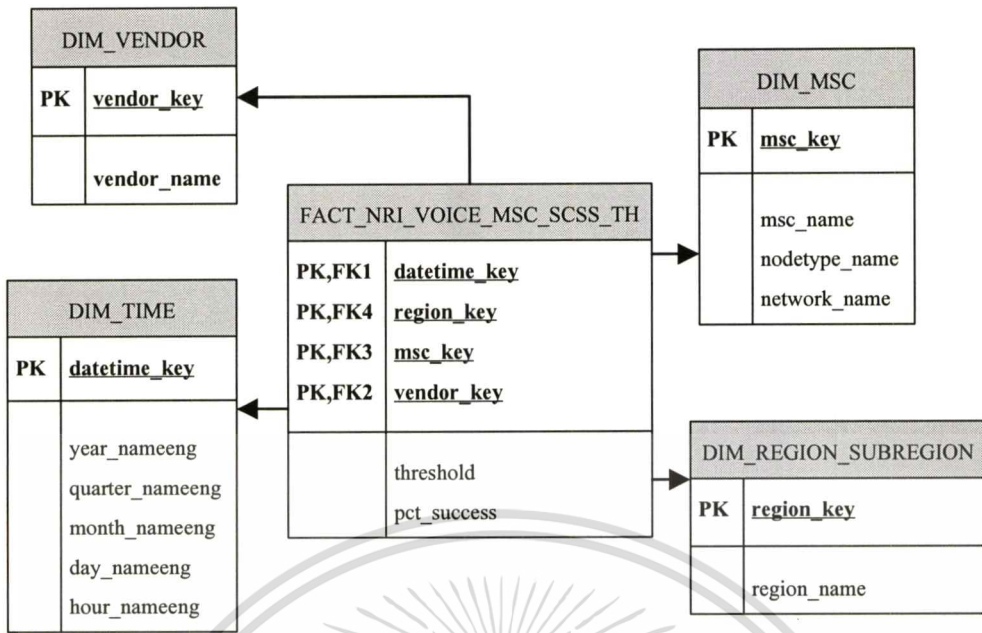 DIM_VENDOR
PK vendor_key
vendor_name
DIM_MSC
PK msc_key
msc_name
nodetype_name
network_name
FACT_NRI_VOICE_MSC_SCSS_TH
PK,FK1 datetime_key
PK,FK4 region_key
PK,FK3 msc_key
PK,FK2 vendor_key
threshold
pct_success
DIM_TIME
PK datetime_key
year_nameeng
quarter_nameeng
month_nameeng
day_nameeng
hour_nameeng
DIM_REGION_SUBREGION
PK region_key
region_name